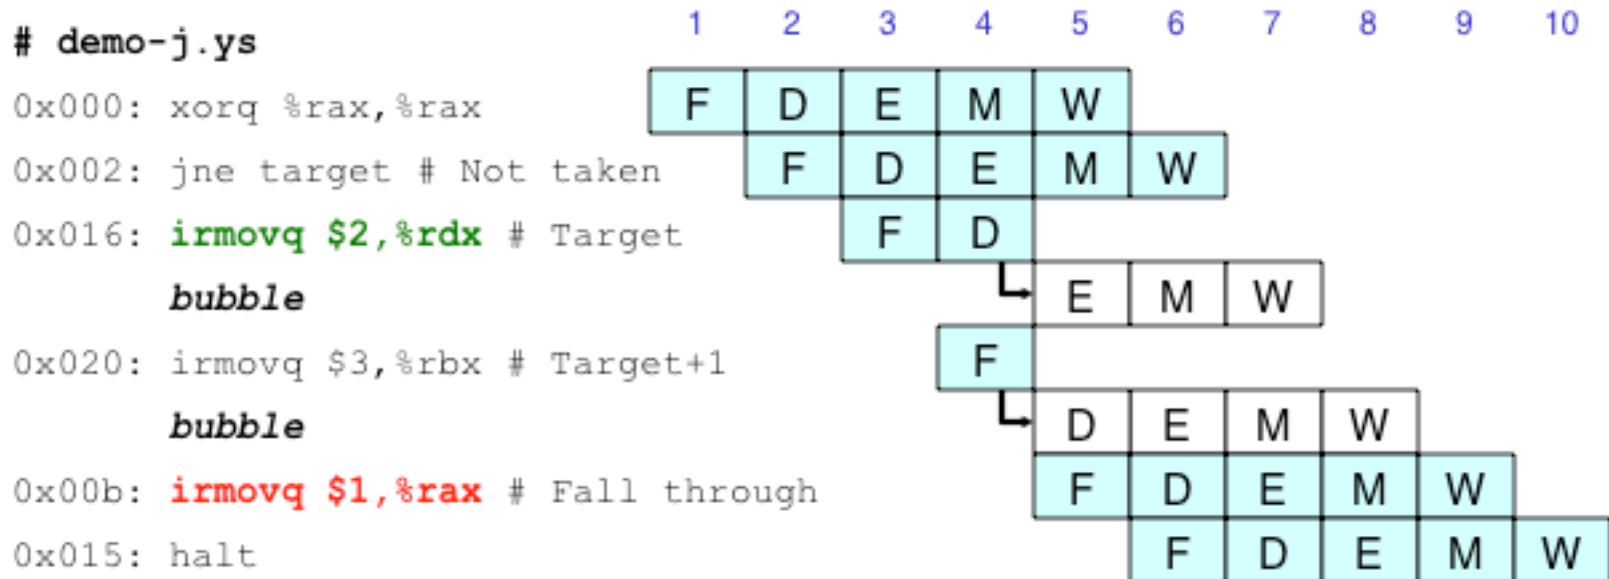 1 2 3 4 5 6 7 8 9 10
# demo-j.ys
0x000: xorq %rax,%rax F D E M W
0x002: jne target # Not taken F D E M W
0x016: irmovq $2,%rdx # Target F D
bubble E M W
0x020: irmovq $3,%rbx # Target+1 F
bubble D E M W
0x00b: irmovq $1,%rax # Fall through F D E M W
0x015: halt F D E M W